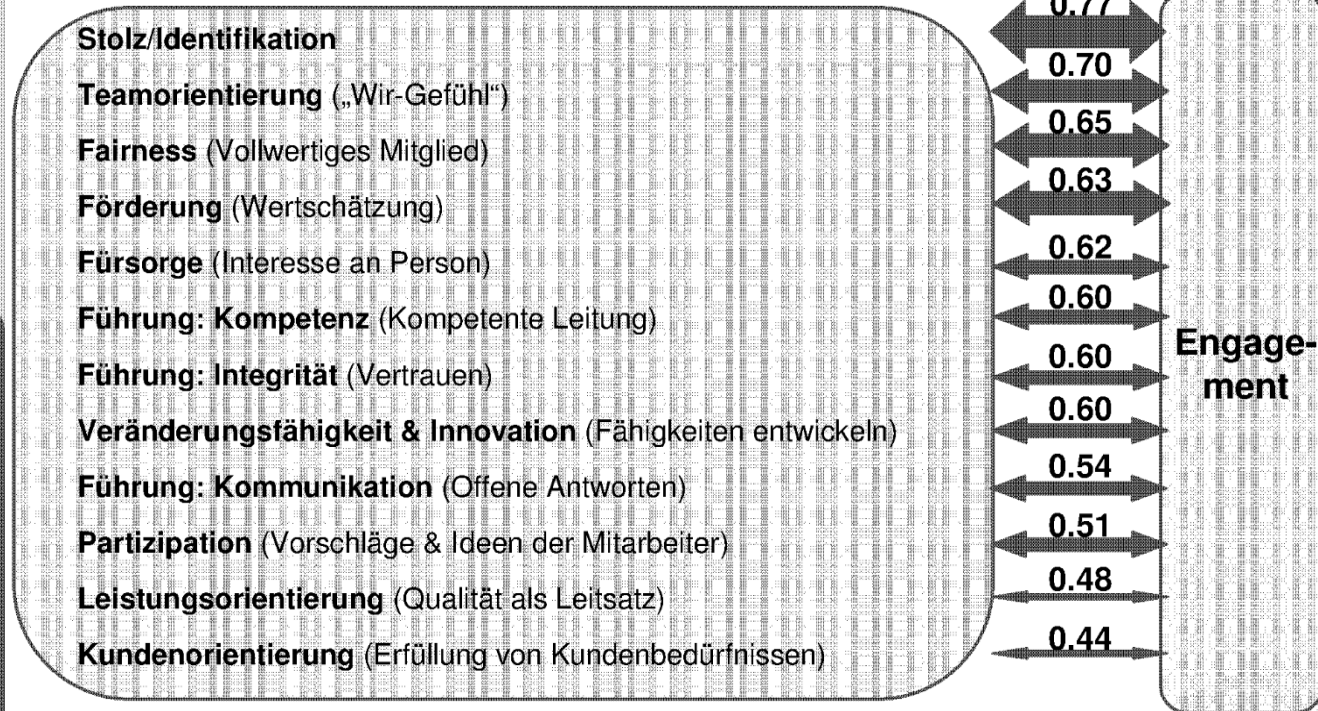 Stolz/Identifikation
0.77
Teamorientierung („Wir-Gefühl“)
0.70
Fairness (Vollwertiges Mitglied)
0.65
Förderung (Wertschätzung)
0.63
Fürsorge (Interesse an Person)
0.62
Führung: Kompetenz (Kompetente Leitung)
0.60
Führung: Integrität (Vertrauen)
0.60
Veränderungsfähigkeit & Innovation (Fähigkeiten entwickeln)
0.60
Führung: Kommunikation (Offene Antworten)
0.54
Partizipation (Vorschläge & Ideen der Mitarbeiter)
0.51
Leistungsorientierung (Qualität als Leitsatz)
0.48
Kundenorientierung (Erfüllung von Kundenbedürfnissen)
0.44
Engage-
ment